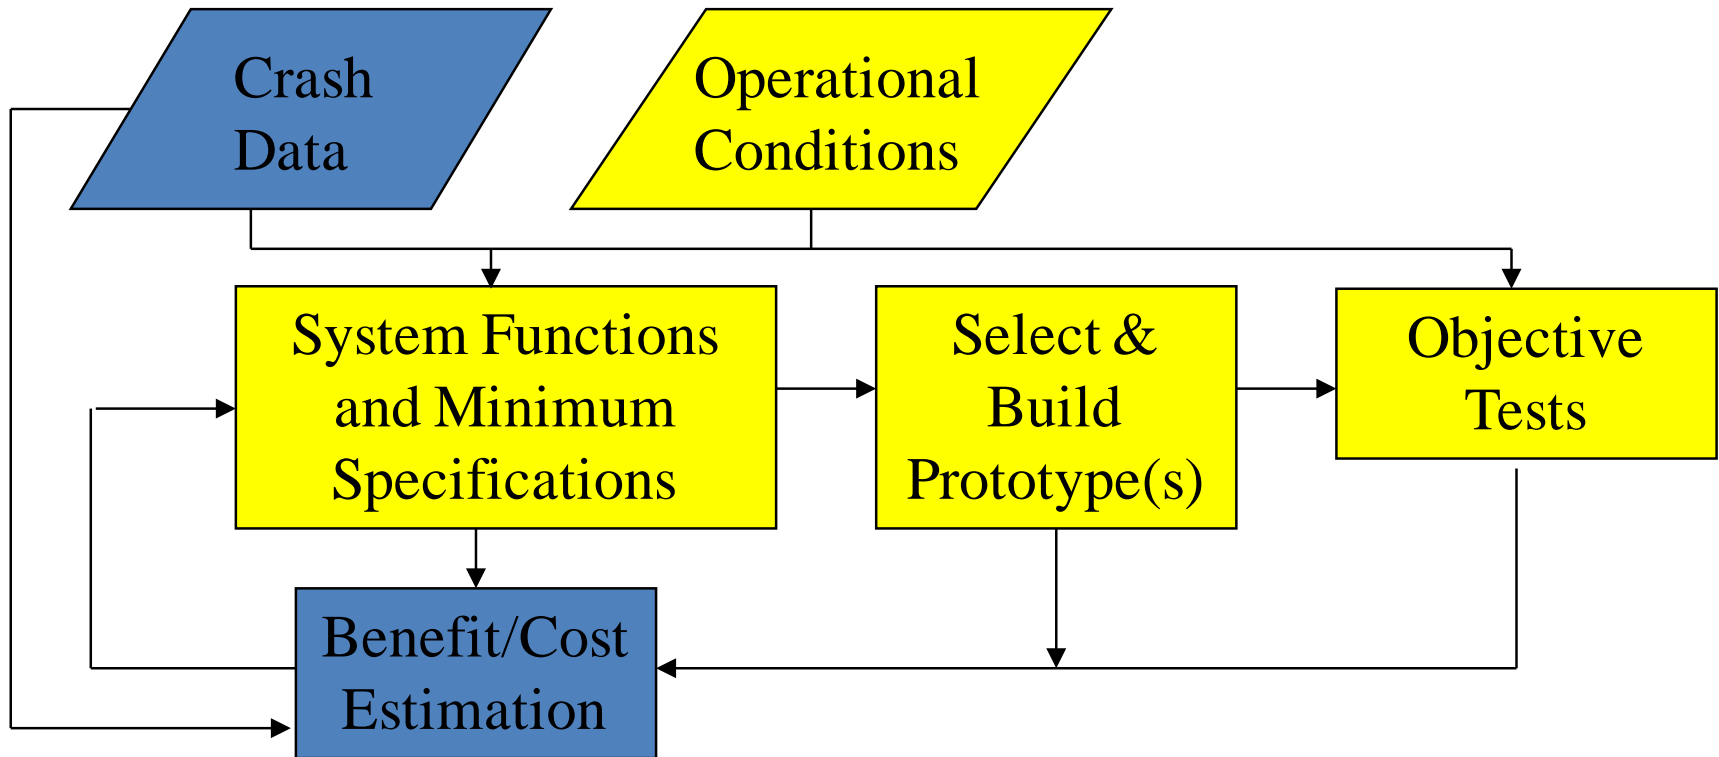 Crash
Data
Operational
Conditions
System Functions
and Minimum
Specifications
Select &
Build
Prototype(s)
Objective
Tests
Benefit/Cost
Estimation